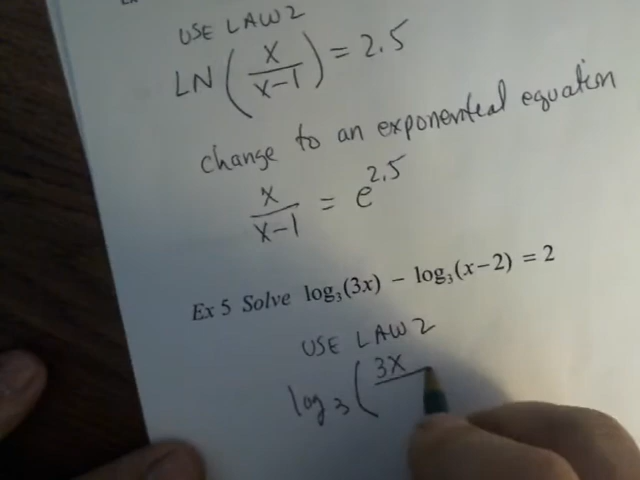 USE LAW 2
LN ( x / x-1 ) = 2.5
change to an exponential equation
x / x-1 = e^2.5
Ex 5 Solve log₃(3x) − log₃(x−2) = 2
USE LAW 2
log₃ ( 3x